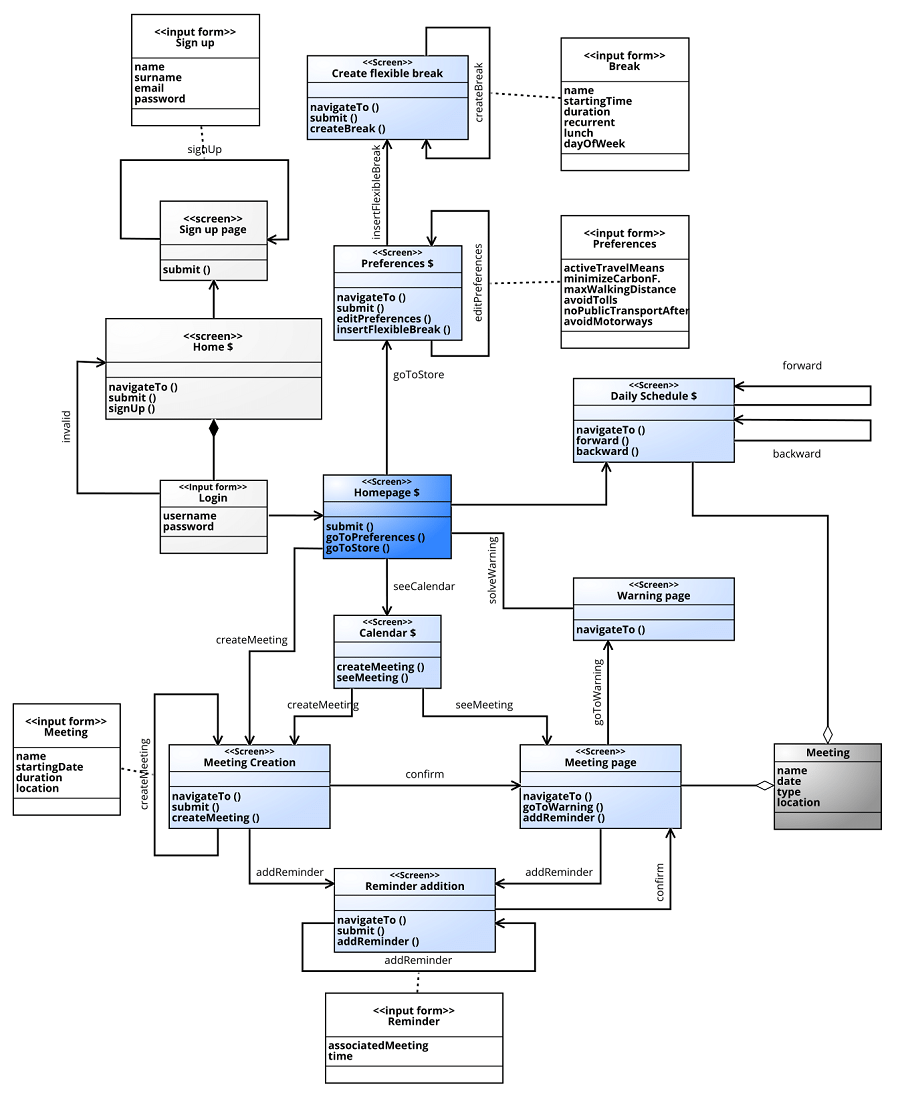 <<input form>>
Sign up
name
surname
email
password
signUp
<<Screen>>
Create flexible break
navigateTo ()
submit ()
createBreak ()
createBreak
<<input form>>
Break
name
startingTime
duration
recurrent
lunch
dayOfWeek
insertFlexibleBreak
<<screen>>
Sign up page
submit ()
<<Screen>>
Preferences $
navigateTo ()
submit ()
editPreferences ()
insertFlexibleBreak ()
editPreferences
<<input form>>
Preferences
activeTravelMeans
minimizeCarbonF.
maxWalkingDistance
avoidTolls
noPublicTransportAfter
avoidMotorways
<<screen>>
Home $
navigateTo ()
submit ()
signUp ()
invalid
goToStore
<<Screen>>
Daily Schedule $
navigateTo ()
forward ()
backward ()
forward
backward
<<Input form>>
Login
username
password
<<Screen>>
Homepage $
submit ()
goToPreferences ()
goToStore ()
solveWarning
seeCalendar
<<Screen>>
Warning page
navigateTo ()
createMeeting
<<Screen>>
Calendar $
createMeeting ()
seeMeeting ()
createMeeting
seeMeeting
goToWarning
<<input form>>
Meeting
name
startingDate
duration
location
createMeeting
<<Screen>>
Meeting Creation
navigateTo ()
submit ()
createMeeting ()
confirm
<<Screen>>
Meeting page
navigateTo ()
goToWarning ()
addReminder ()
Meeting
name
date
type
location
addReminder
addReminder
confirm
<<Screen>>
Reminder addition
navigateTo ()
submit ()
addReminder ()
addReminder
<<input form>>
Reminder
associatedMeeting
time